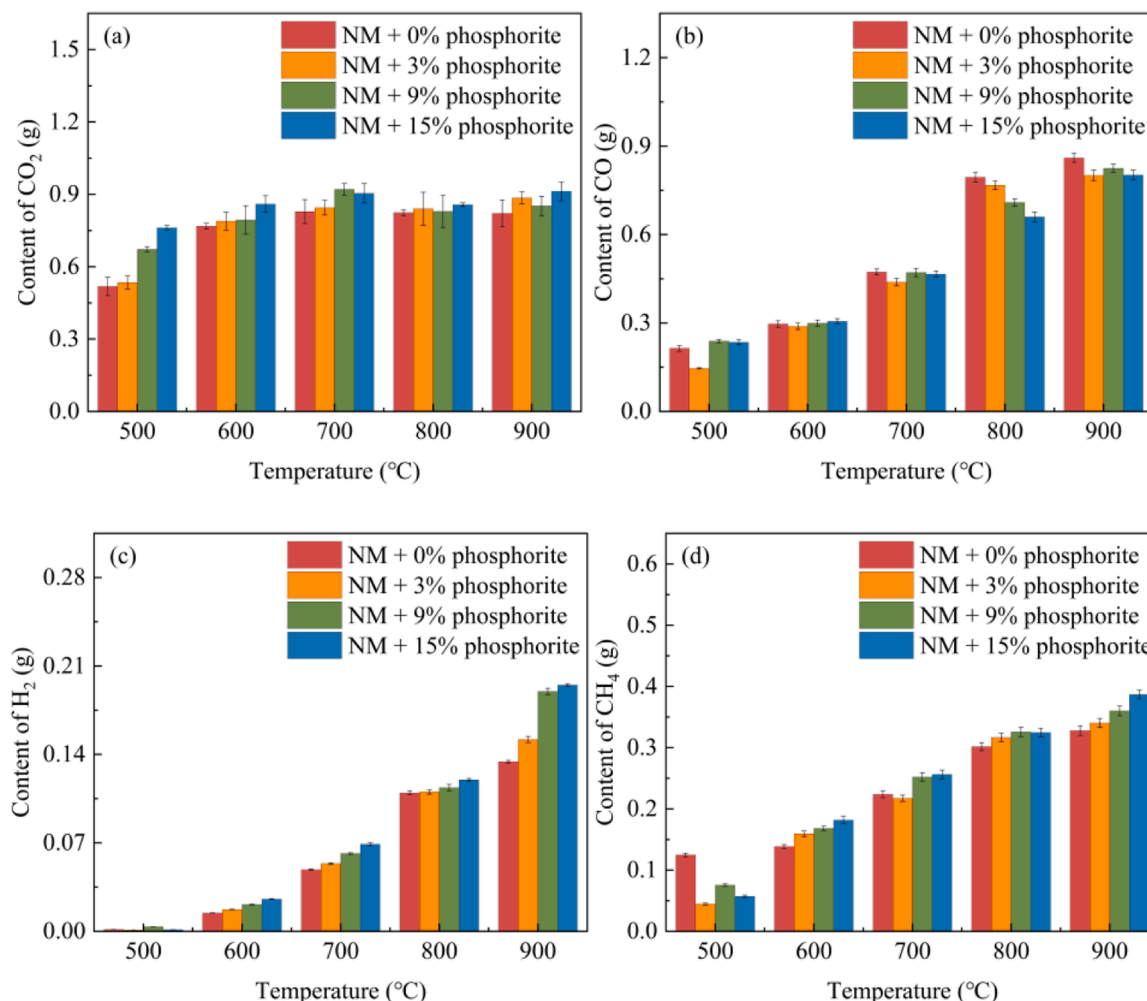 (a)
NM + 0% phosphorite
NM + 3% phosphorite
NM + 9% phosphorite
NM + 15% phosphorite
Content of CO₂ (g)
1.5
1.2
0.9
0.6
0.3
0.0
500 600 700 800 900
Temperature (°C)
(b)
NM + 0% phosphorite
NM + 3% phosphorite
NM + 9% phosphorite
NM + 15% phosphorite
Content of CO (g)
1.2
0.9
0.6
0.3
0.0
500 600 700 800 900
Temperature (°C)
(c)
NM + 0% phosphorite
NM + 3% phosphorite
NM + 9% phosphorite
NM + 15% phosphorite
Content of H₂ (g)
0.28
0.21
0.14
0.07
0.00
500 600 700 800 900
Temperature (°C)
(d)
NM + 0% phosphorite
NM + 3% phosphorite
NM + 9% phosphorite
NM + 15% phosphorite
Content of CH₄ (g)
0.6
0.5
0.4
0.3
0.2
0.1
0.0
500 600 700 800 900
Temperature (°C)